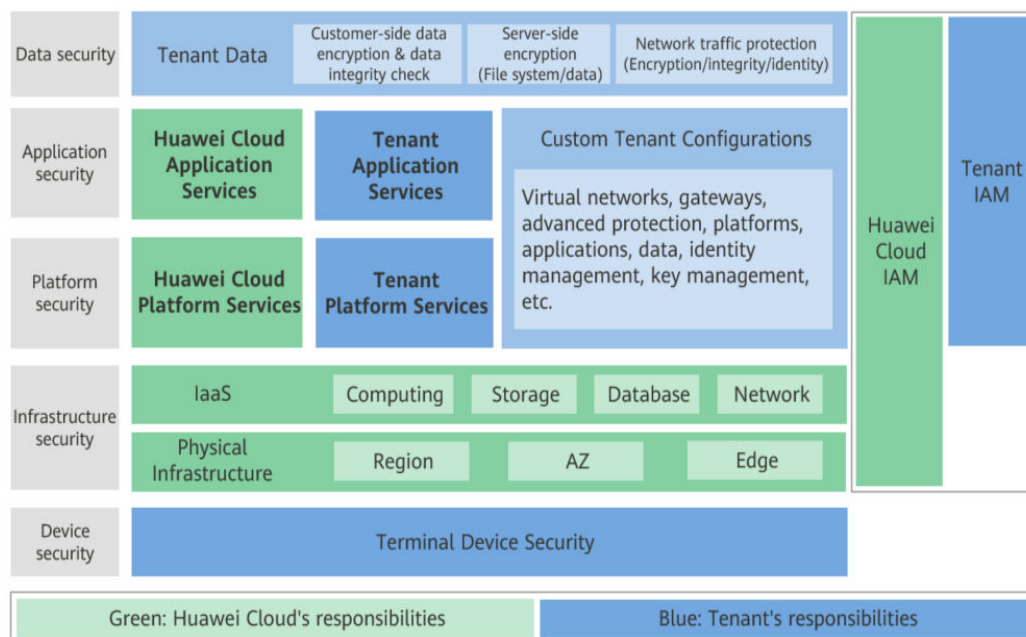 Data security
Tenant Data
Customer-side data
encryption & data
integrity check
Server-side
encryption
(File system/data)
Network traffic protection
(Encryption/integrity/identity)
Application
security
Huawei Cloud
Application
Services
Tenant
Application
Services
Custom Tenant Configurations
Virtual networks, gateways,
advanced protection, platforms,
applications, data, identity
management, key management,
etc.
Platform
security
Huawei Cloud
Platform Services
Tenant
Platform Services
Huawei
Cloud
IAM
Tenant
IAM
Infrastructure
security
IaaS
Computing
Storage
Database
Network
Physical
Infrastructure
Region
AZ
Edge
Device
security
Terminal Device Security
Green: Huawei Cloud's responsibilities
Blue: Tenant's responsibilities